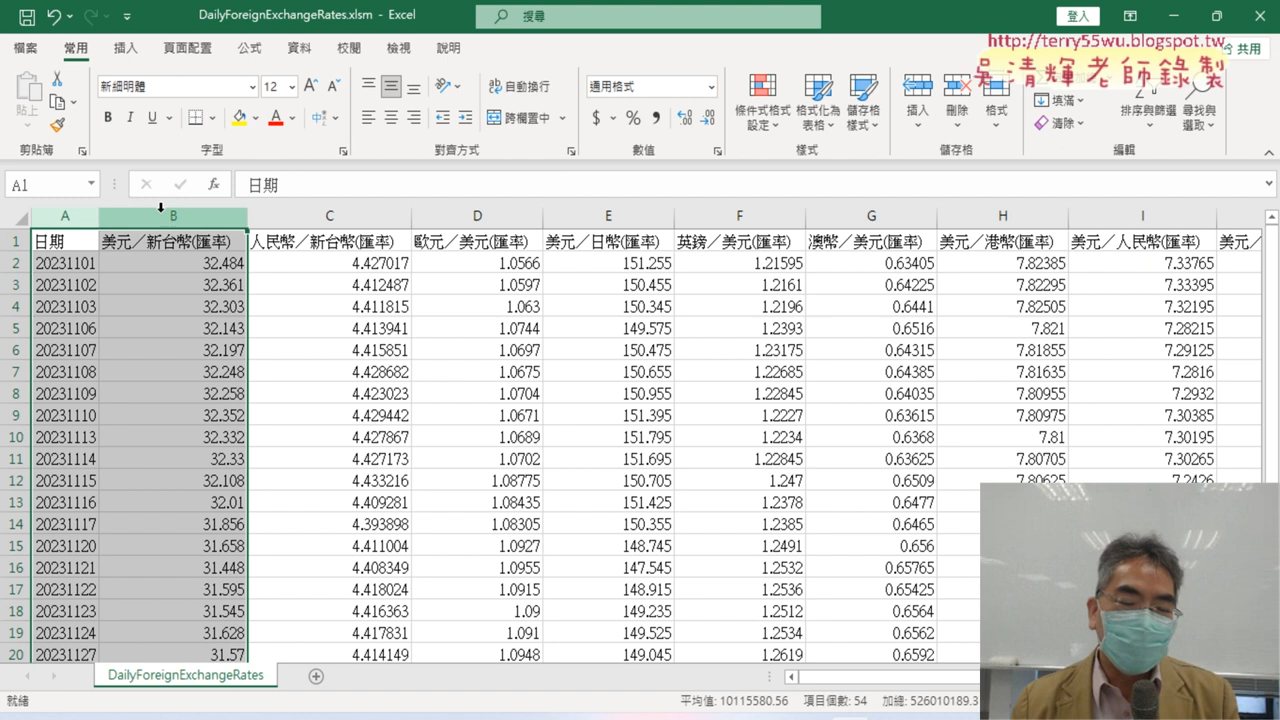 DailyForeignExchangeRates.xlsm - Excel
搜尋
登入
檔案 常用 插入 頁面配置 公式 資料 校閱 檢視 說明
共用
http://terry55wu.blogspot.tw
吳清輝老師錄製
貼上
新細明體 12
B I U
自動換行
跨欄置中
通用格式
$ % ,
條件式格式設定 格式化為表格 儲存格樣式
插入 刪除 格式
填滿
清除
排序與篩選 尋找與選取
剪貼簿 字型 對齊方式 數值 樣式 儲存格 編輯
A1 fx 日期
A B C D E F G H I
1 日期 美元／新台幣(匯率) 人民幣／新台幣(匯率) 歐元／美元(匯率) 美元／日幣(匯率) 英鎊／美元(匯率) 澳幣／美元(匯率) 美元／港幣(匯率) 美元／人民幣(匯率) 美元／
2 20231101 32.484 4.427017 1.0566 151.255 1.21595 0.63405 7.82385 7.33765
3 20231102 32.361 4.412487 1.0597 150.455 1.2161 0.64225 7.82295 7.33395
4 20231103 32.303 4.411815 1.063 150.345 1.2196 0.6441 7.82505 7.32195
5 20231106 32.143 4.413941 1.0744 149.575 1.2393 0.6516 7.821 7.28215
6 20231107 32.197 4.415851 1.0697 150.475 1.23175 0.64315 7.81855 7.29125
7 20231108 32.248 4.428682 1.0675 150.655 1.22685 0.64385 7.81635 7.2816
8 20231109 32.258 4.423023 1.0704 150.955 1.22845 0.64035 7.80955 7.2932
9 20231110 32.352 4.429442 1.0671 151.395 1.2227 0.63615 7.80975 7.30385
10 20231113 32.332 4.427867 1.0689 151.795 1.2234 0.6368 7.81 7.30195
11 20231114 32.33 4.427173 1.0702 151.695 1.22845 0.63625 7.80705 7.30265
12 20231115 32.108 4.433216 1.08775 150.705 1.247 0.6509 7.80625 7.2426
13 20231116 32.01 4.409281 1.08435 151.425 1.2378 0.6477
14 20231117 31.856 4.393898 1.08305 150.355 1.2385 0.6465
15 20231120 31.658 4.411004 1.0927 148.745 1.2491 0.656
16 20231121 31.448 4.408349 1.0955 147.545 1.2532 0.65765
17 20231122 31.595 4.418024 1.0915 148.915 1.2536 0.65425
18 20231123 31.545 4.416363 1.09 149.235 1.2512 0.6564
19 20231124 31.628 4.417831 1.091 149.525 1.2534 0.6562
20 20231127 31.57 4.414149 1.0948 149.045 1.2619 0.6592
DailyForeignExchangeRates
就緒 平均值: 10115580.56 項目個數: 54 加總: 526010189.3